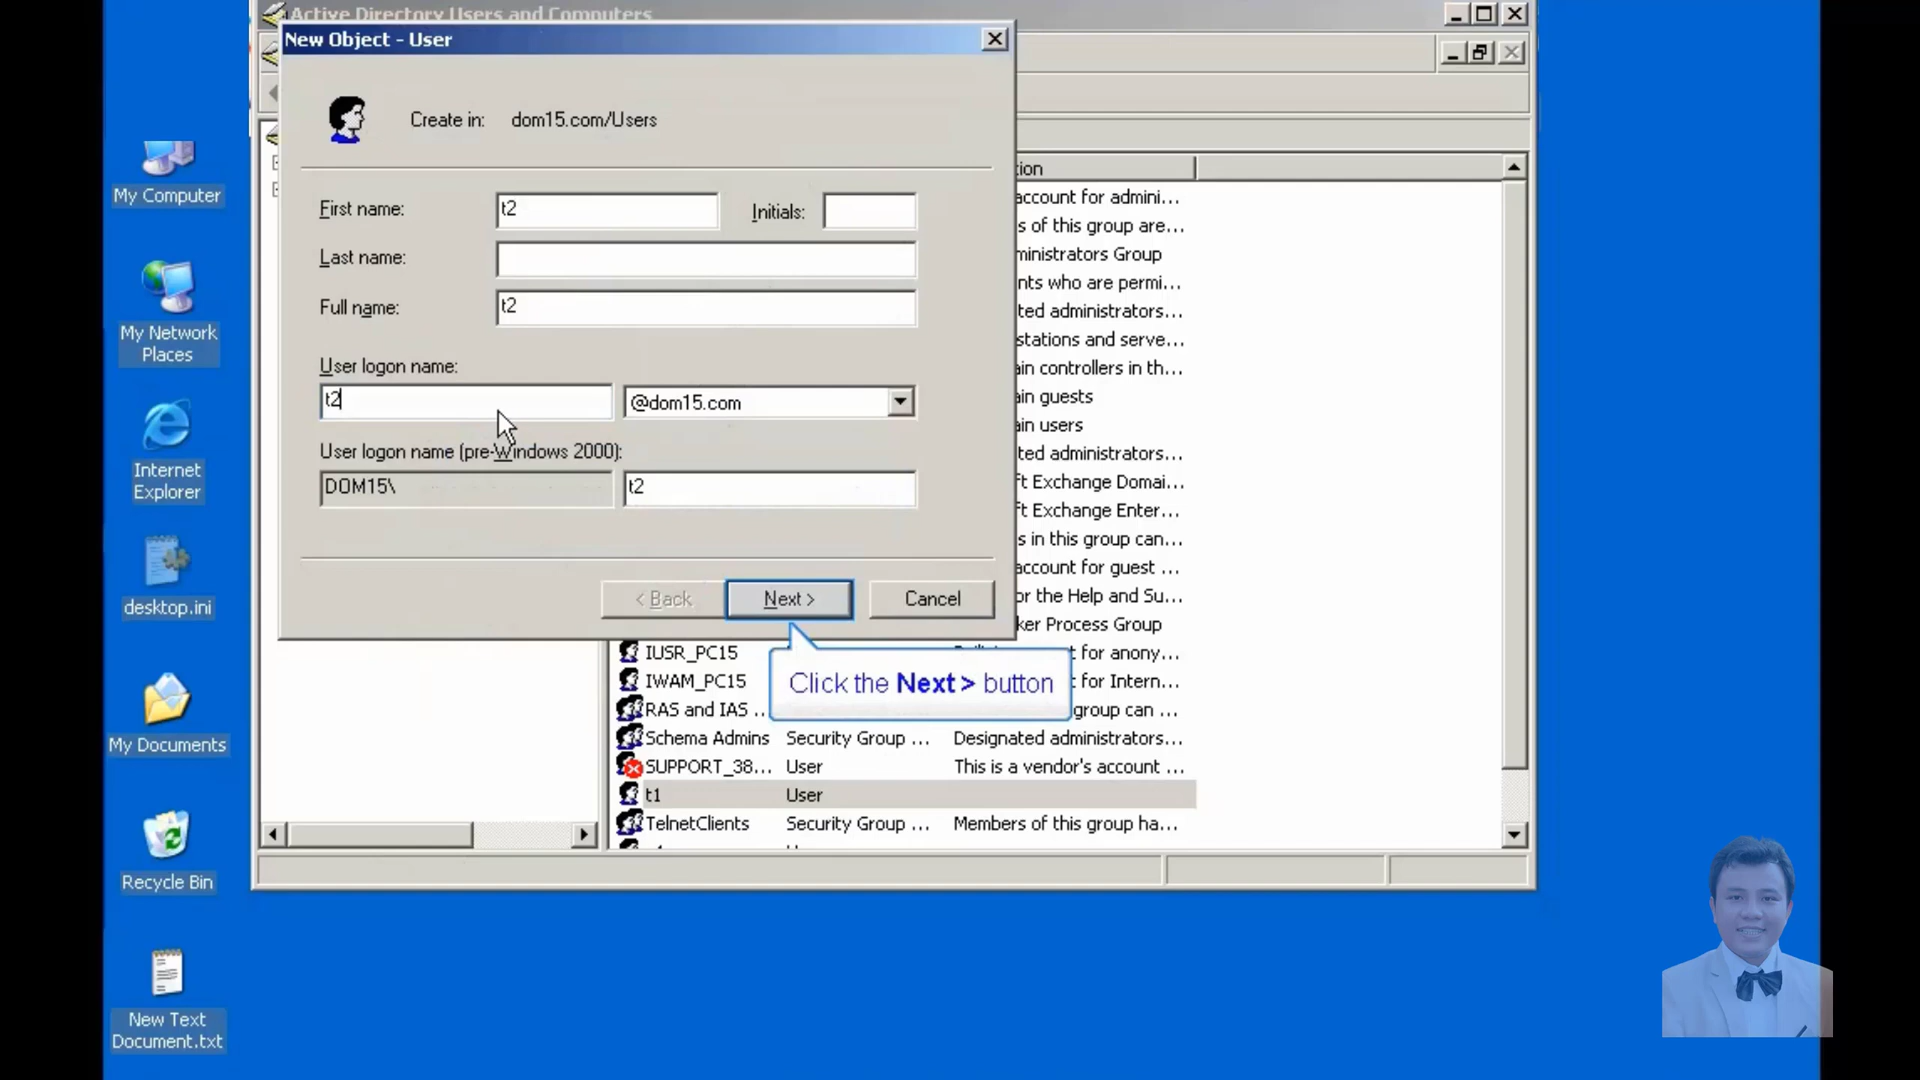 Active Directory Users and Computers
New Object - User
Create in: dom15.com/Users
First name: t2 Initials:
Last name:
Full name: t2
User logon name:
t2 @dom15.com
User logon name (pre-Windows 2000):
DOM15\ t2
< Back Next > Cancel
Click the Next > button
account for admini...
s of this group are...
ministrators Group
nts who are permi...
ted administrators...
stations and serve...
ain controllers in th...
ain guests
ain users
ted administrators...
ft Exchange Domai...
ft Exchange Enter...
s in this group can...
account for guest ...
or the Help and Su...
ker Process Group
IUSR_PC15 t for anony...
IWAM_PC15 t for Intern...
RAS and IAS ... group can ...
Schema Admins Security Group ... Designated administrators...
SUPPORT_38... User This is a vendor's account ...
t1 User
TelnetClients Security Group ... Members of this group ha...
My Computer
My Network
Places
Internet
Explorer
desktop.ini
My Documents
Recycle Bin
New Text
Document.txt